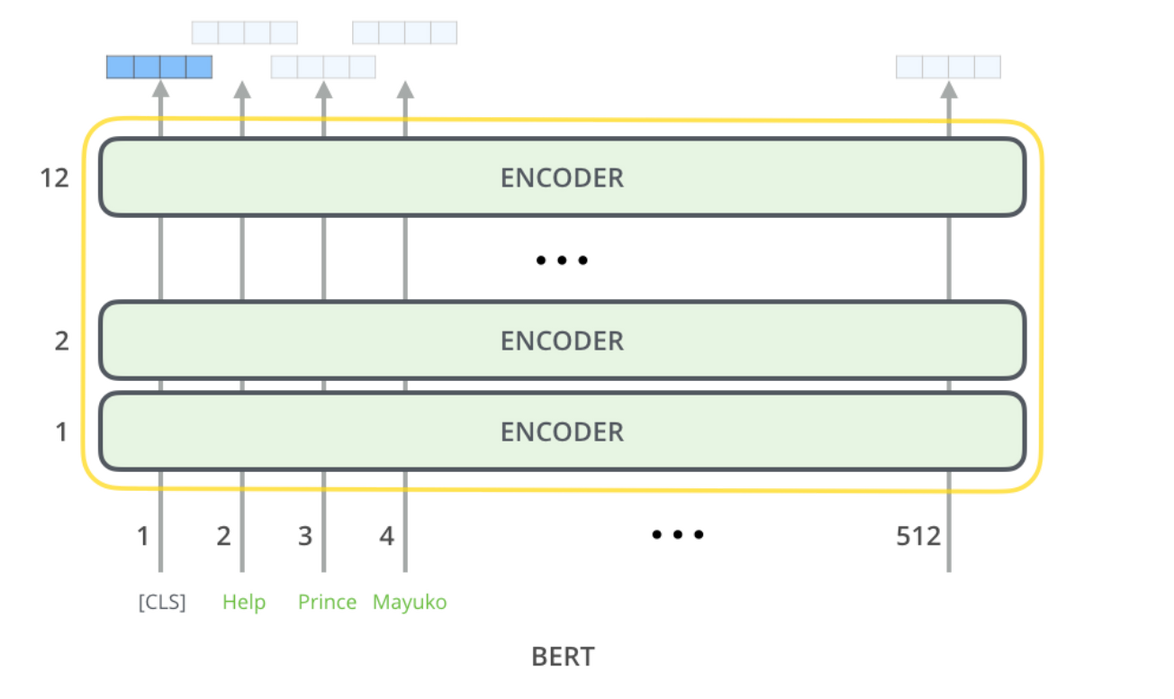 12 ENCODER
...
2 ENCODER
1 ENCODER
1 2 3 4 ... 512
[CLS] Help Prince Mayuko
BERT